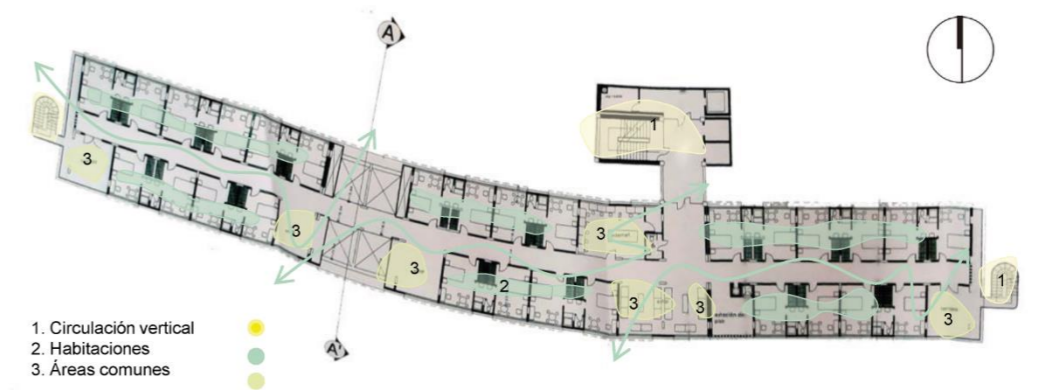 A
1
3
3
3
3
2
3
3
1
3
A'
1. Circulación vertical
2. Habitaciones
3. Áreas comunes